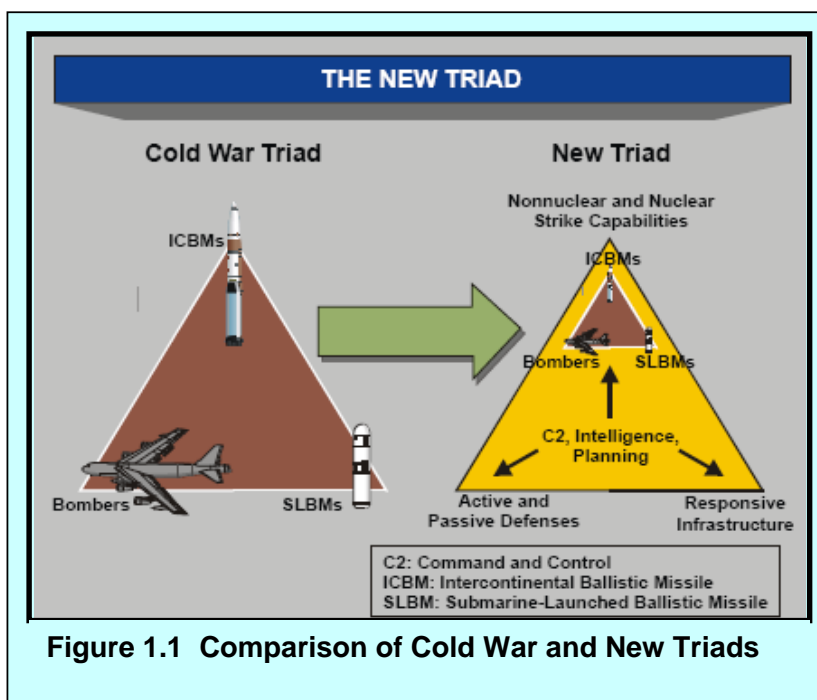 THE NEW TRIAD
Cold War Triad
ICBMs
Bombers
SLBMs
New Triad
Nonnuclear and Nuclear
Strike Capabilities
ICBMs
Bombers
SLBMs
C2, Intelligence,
Planning
Active and
Passive Defenses
Responsive
Infrastructure
C2: Command and Control
ICBM: Intercontinental Ballistic Missile
SLBM: Submarine-Launched Ballistic Missile
Figure 1.1 Comparison of Cold War and New Triads